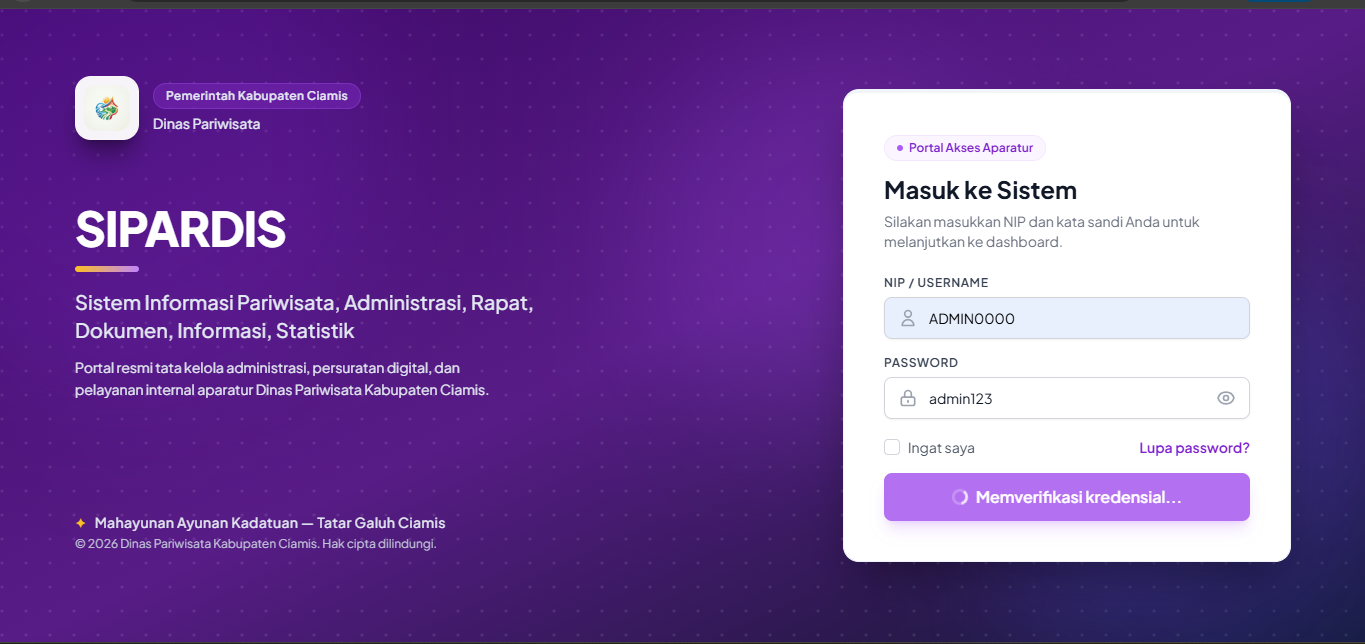 Pemerintah Kabupaten Ciamis
Dinas Pariwisata
SIPARDIS
Sistem Informasi Pariwisata, Administrasi, Rapat,
Dokumen, Informasi, Statistik
Portal resmi tata kelola administrasi, persuratan digital, dan
pelayanan internal aparatur Dinas Pariwisata Kabupaten Ciamis.
✦ Mahayunan Ayunan Kadatuan — Tatar Galuh Ciamis
© 2026 Dinas Pariwisata Kabupaten Ciamis. Hak cipta dilindungi.
Portal Akses Aparatur
Masuk ke Sistem
Silakan masukkan NIP dan kata sandi Anda untuk
melanjutkan ke dashboard.
NIP / USERNAME
ADMIN0000
PASSWORD
admin123
Ingat saya
Lupa password?
Memverifikasi kredensial...